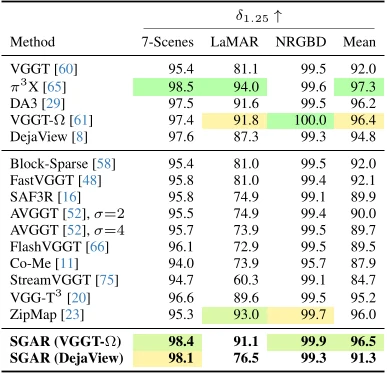 δ1.25 ↑
Method 7-Scenes LaMAR NRGBD Mean
VGGT [60] 95.4 81.1 99.5 92.0
π³X [65] 98.5 94.0 99.6 97.3
DA3 [29] 97.5 91.6 99.5 96.2
VGGT-Ω [61] 97.4 91.8 100.0 96.4
DejaView [8] 97.6 87.3 99.3 94.8
Block-Sparse [58] 95.4 81.0 99.5 92.0
FastVGGT [48] 95.8 81.0 99.4 92.1
SAF3R [16] 95.8 74.9 99.1 89.9
AVGGT [52], σ=2 95.5 74.9 99.4 90.0
AVGGT [52], σ=4 95.7 73.9 99.5 89.7
FlashVGGT [66] 96.1 72.9 99.5 89.5
Co-Me [11] 94.0 73.9 95.7 87.9
StreamVGGT [75] 94.7 60.3 99.1 84.7
VGG-T³ [20] 96.6 89.6 99.5 95.2
ZipMap [23] 95.3 93.0 99.7 96.0
SGAR (VGGT-Ω) 98.4 91.1 99.9 96.5
SGAR (DejaView) 98.1 76.5 99.3 91.3